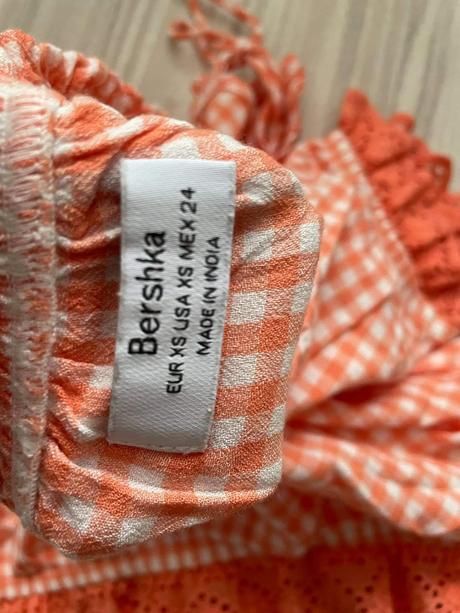 Bershka
EUR XS USA XS MEX 24
MADE IN INDIA